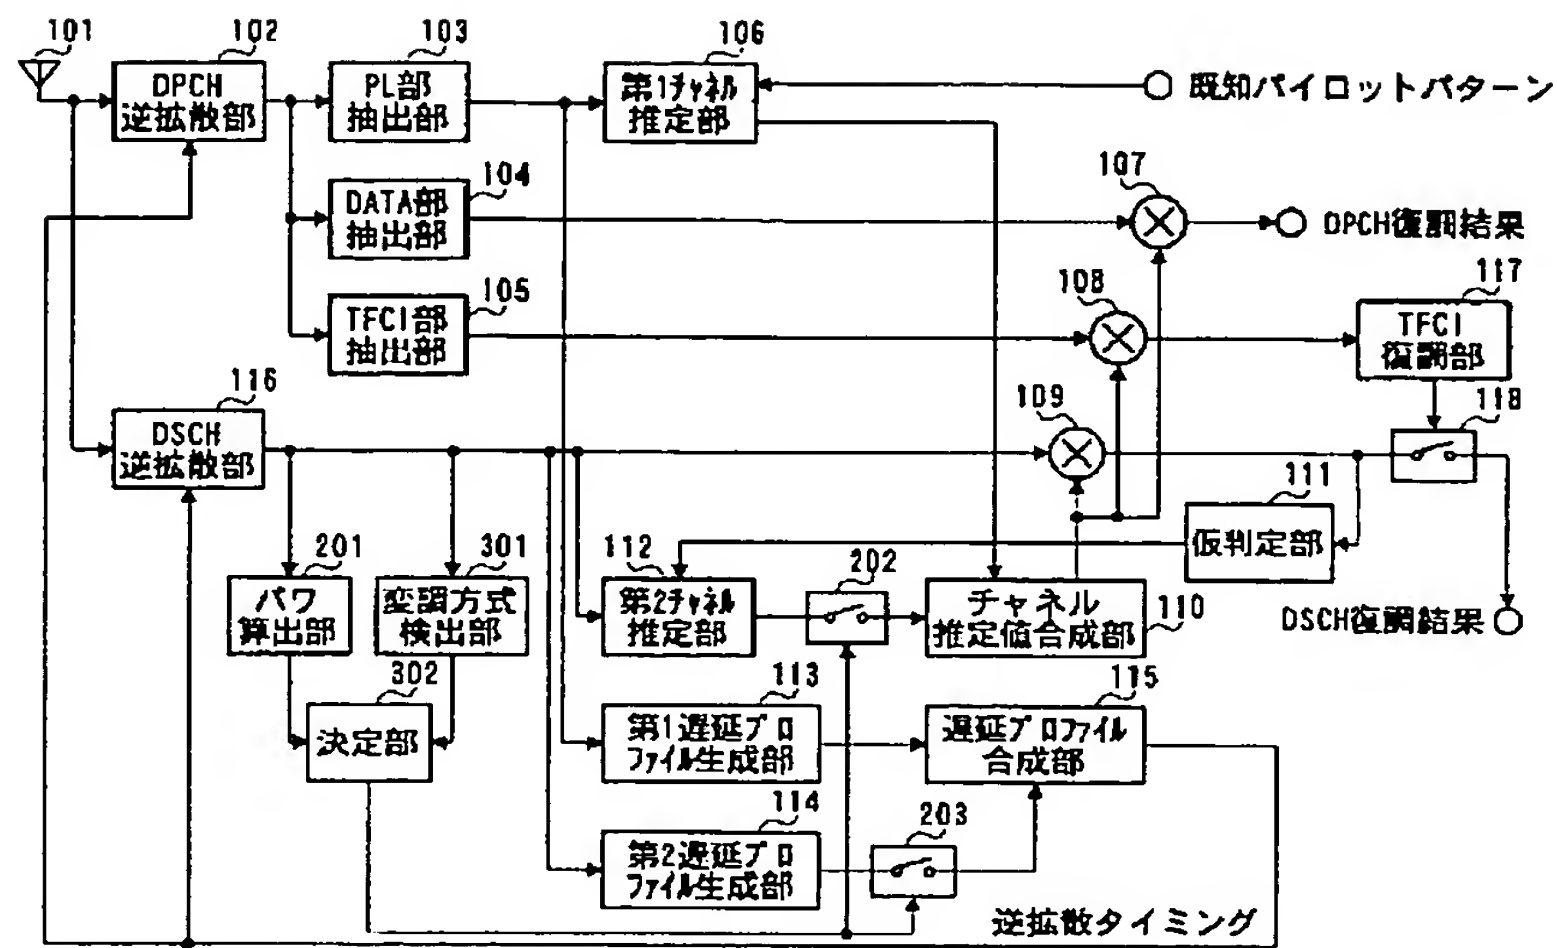 101
102
103
106
DPCH
逆拡散部
PL部
抽出部
第1チャネル
推定部
既知パイロットパターン
104
DATA部
抽出部
107
DPCH復調結果
105
TFCI部
抽出部
108
117
TFCI
復調部
116
DSCH
逆拡散部
109
118
111
仮判定部
201
パワ
算出部
301
変調方式
検出部
112
第2チャネル
推定部
202
チャネル
推定値合成部
110
DSCH復調結果
302
決定部
113
第1遅延プロ
ファイル生成部
115
遅延プロファイル
合成部
114
第2遅延プロ
ファイル生成部
203
逆拡散タイミング